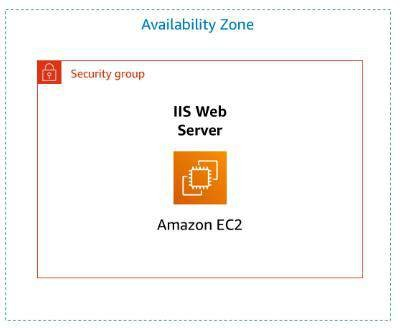 Availability Zone
Security group
IIS Web
Server
Amazon EC2